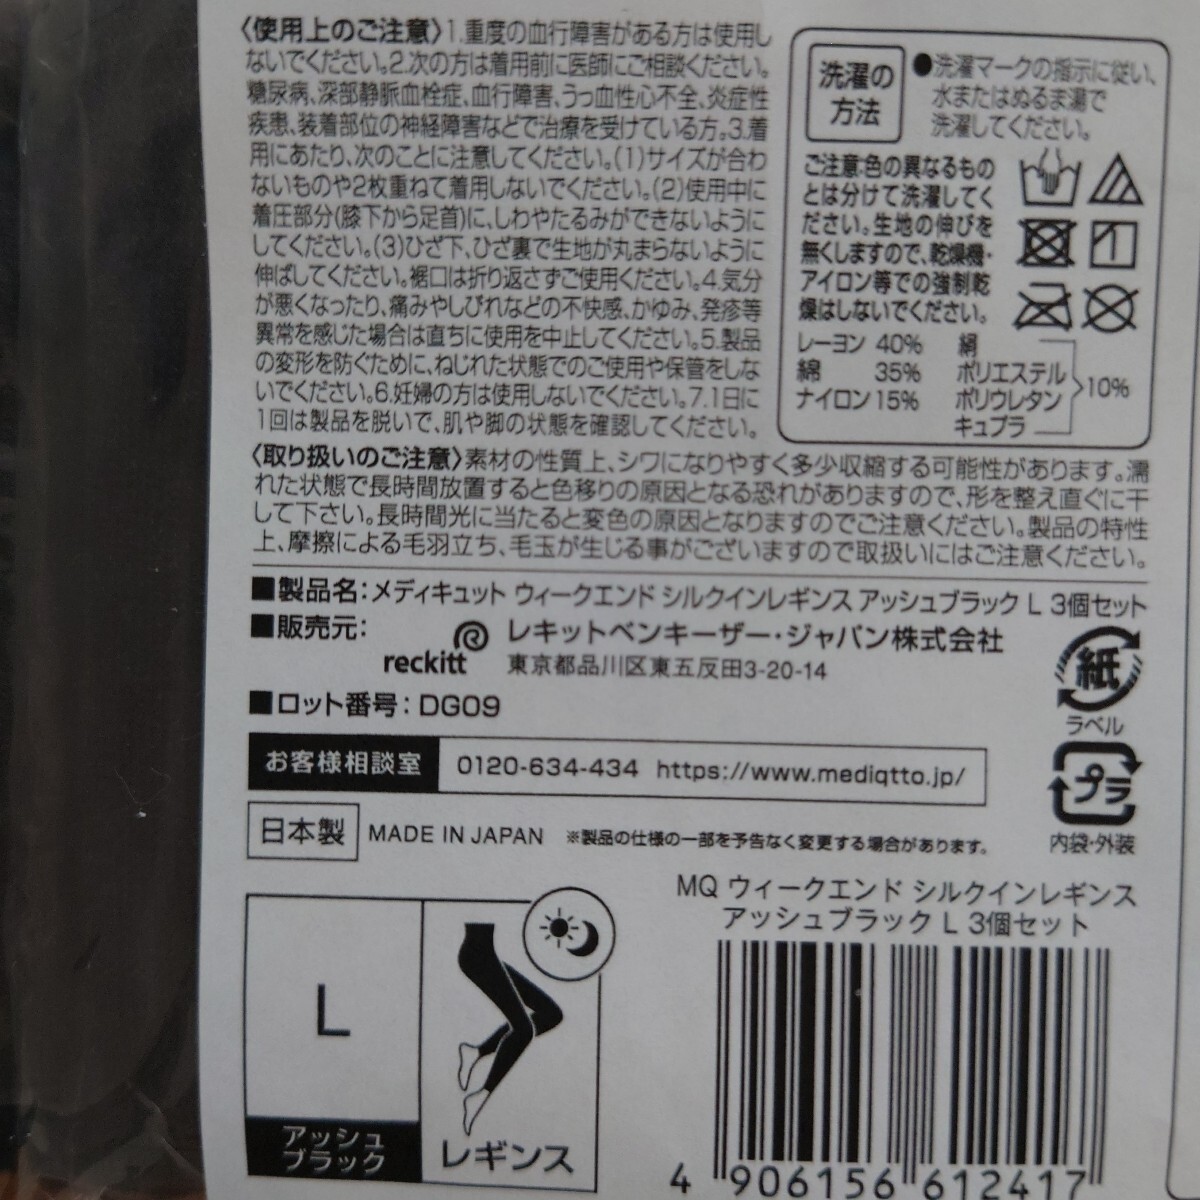 〈使用上のご注意〉1.重度の血行障害がある方は使用し
ないでください。2.次の方は着用前に医師にご相談ください。
糖尿病、深部静脈血栓症、血行障害、うっ血性心不全、炎症性
疾患、装着部位の神経障害などで治療を受けている方。3.着
用にあたり、次のことに注意してください。(1)サイズが合わ
ないものや2枚重ねて着用しないでください。(2)使用中に
着圧部分(膝下から足首)に、しわやたるみができないように
してください。(3)ひざ下、ひざ裏で生地が丸まらないように
伸ばしてください。裾口は折り返さずご使用ください。4.気分
が悪くなったり、痛みやしびれなどの不快感、かゆみ、発疹等
異常を感じた場合は直ちに使用を中止してください。5.製品
の変形を防ぐために、ねじれた状態でのご使用や保管をしな
いでください。6.妊婦の方は使用しないでください。7.1日に
1回は製品を脱いで、肌や脚の状態を確認してください。
洗濯の
方法
●洗濯マークの指示に従い、
水またはぬるま湯で
洗濯してください。
ご注意:色の異なるもの
とは分けて洗濯してく
ださい。生地の伸びを
無くしますので、乾燥機・
アイロン等での強制乾
燥はしないでください。
レーヨン 40%
綿 35%
ナイロン 15%
絹
ポリエステル
ポリウレタン
キュプラ
10%
〈取り扱いのご注意〉素材の性質上、シワになりやすく多少収縮する可能性があります。濡
れた状態で長時間放置すると色移りの原因となる恐れがありますので、形を整え直ぐに干
して下さい。長時間光に当たると変色の原因となりますのでご注意ください。製品の特性
上、摩擦による毛羽立ち、毛玉が生じる事がございますので取扱いにはご注意ください。
■製品名:メディキュット ウィークエンド シルクインレギンス アッシュブラック L 3個セット
■販売元: reckitt レキットベンキーザー・ジャパン株式会社
東京都品川区東五反田3-20-14
■ロット番号: DG09
お客様相談室 0120-634-434 https://www.mediqtto.jp/
日本製 MADE IN JAPAN ※製品の仕様の一部を予告なく変更する場合があります。
紙
ラベル
プラ
内袋・外装
L
アッシュ
ブラック
レギンス
MQ ウィークエンド シルクインレギンス
アッシュブラック L 3個セット
4 906156 612417